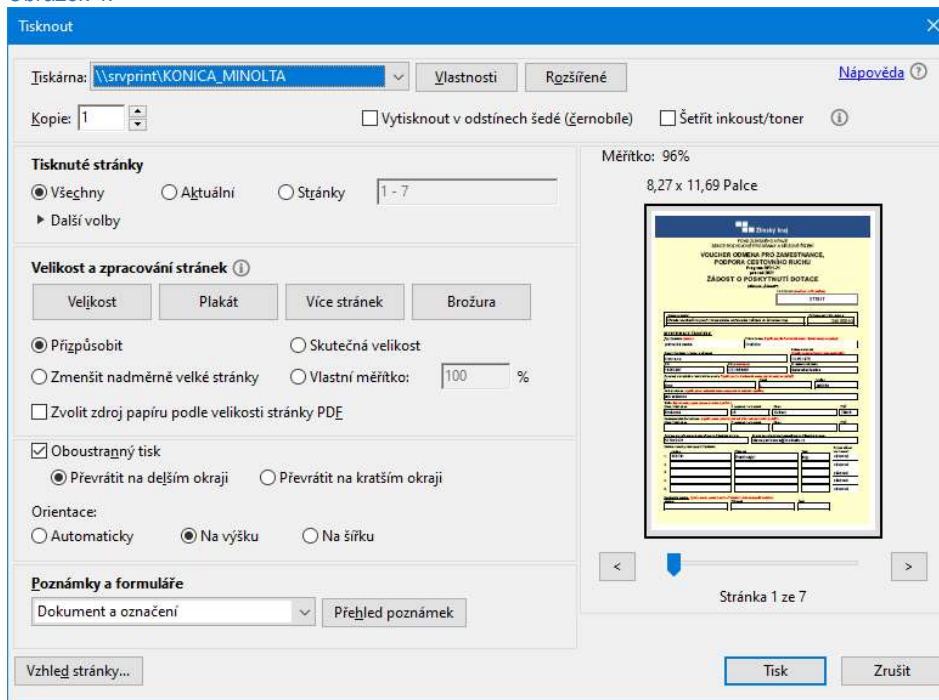 Tisknout
Tiskárna: \\srvprint\KONICA_MINOLTA Vlastnosti Rozšířené Nápověda
Kopie: 1 Vytisknout v odstínech šedé (černobíle) Šetřit inkoust/toner
Tisknuté stránky
Všechny Aktuální Stránky 1 - 7
Další volby
Velikost a zpracování stránek
Velikost Plakát Více stránek Brožura
Přizpůsobit Skutečná velikost
Zmenšit nadměrně velké stránky Vlastní měřítko: 100 %
Zvolit zdroj papíru podle velikosti stránky PDF
Oboustranný tisk
Převrátit na delším okraji Převrátit na kratším okraji
Orientace:
Automaticky Na výšku Na šířku
Poznámky a formuláře
Dokument a označení Přehled poznámek
Vzhled stránky...
Měřítko: 96%
8,27 x 11,69 Palce
Zlínský kraj
VOUCHER ODMĚNA PRO ZAMĚSTNANCE,
PODPORA CESTOVNÍHO RUCHU
ŽÁDOST O POSKYTNUTÍ DOTACE
< >
Stránka 1 ze 7
Tisk Zrušit